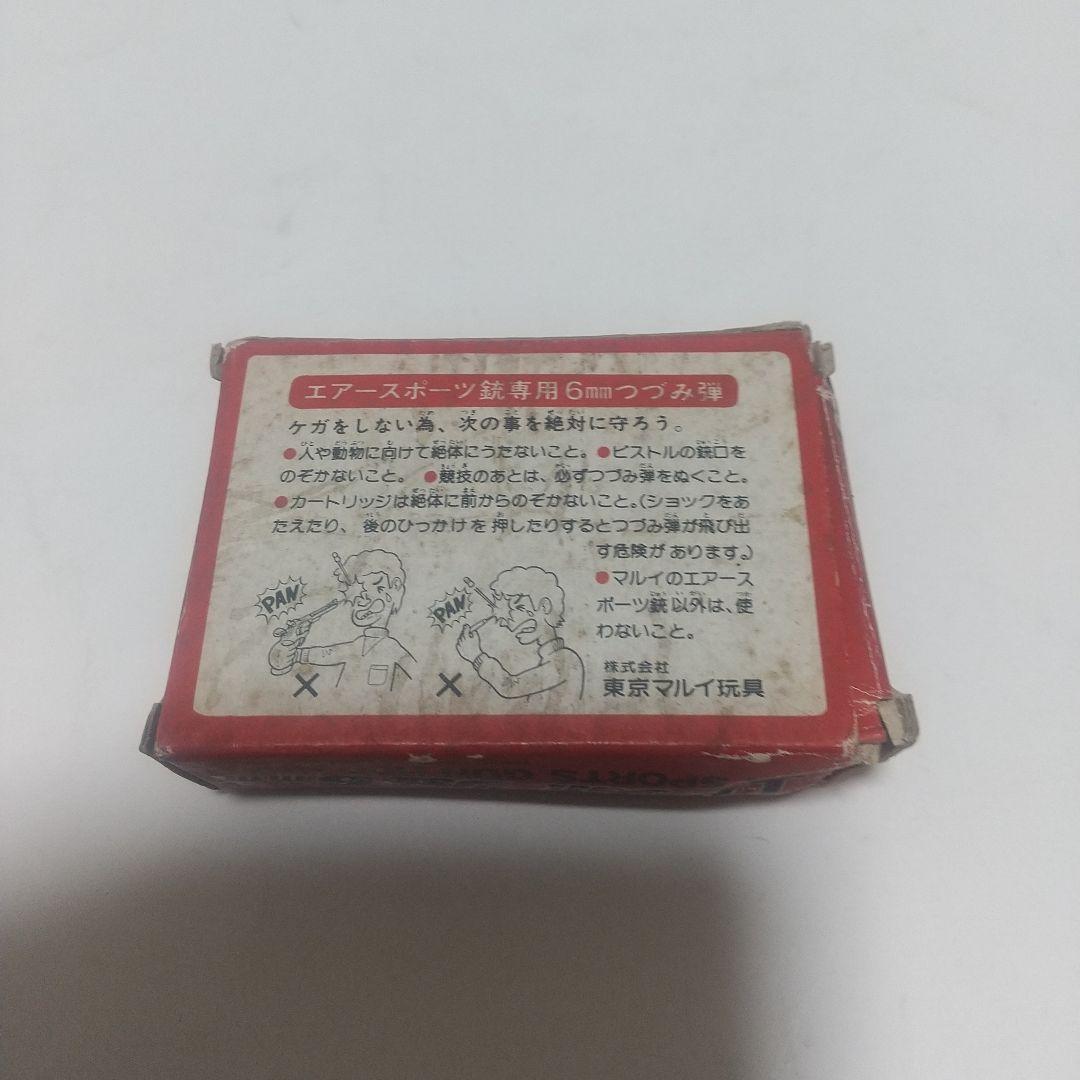 エアースポーツ銃専用6mmつづみ弾
ケガをしない為、次の事を絶対に守ろう。
●人や動物に向けて絶体にうたないこと。●ピストルの銃口を
のぞかないこと。●競技のあとは、必ずつづみ弾をぬくこと。
●カートリッジは絶体に前からのぞかないこと。(ショックをあ
たえたり、後のひっかけを押したりするとつづみ弾が飛び出
す危険があります。)
●マルイのエアース
ポーツ銃以外は、使
わないこと。
PAN
PAN
×
×
株式会社
東京マルイ玩具
SPORTS GUN